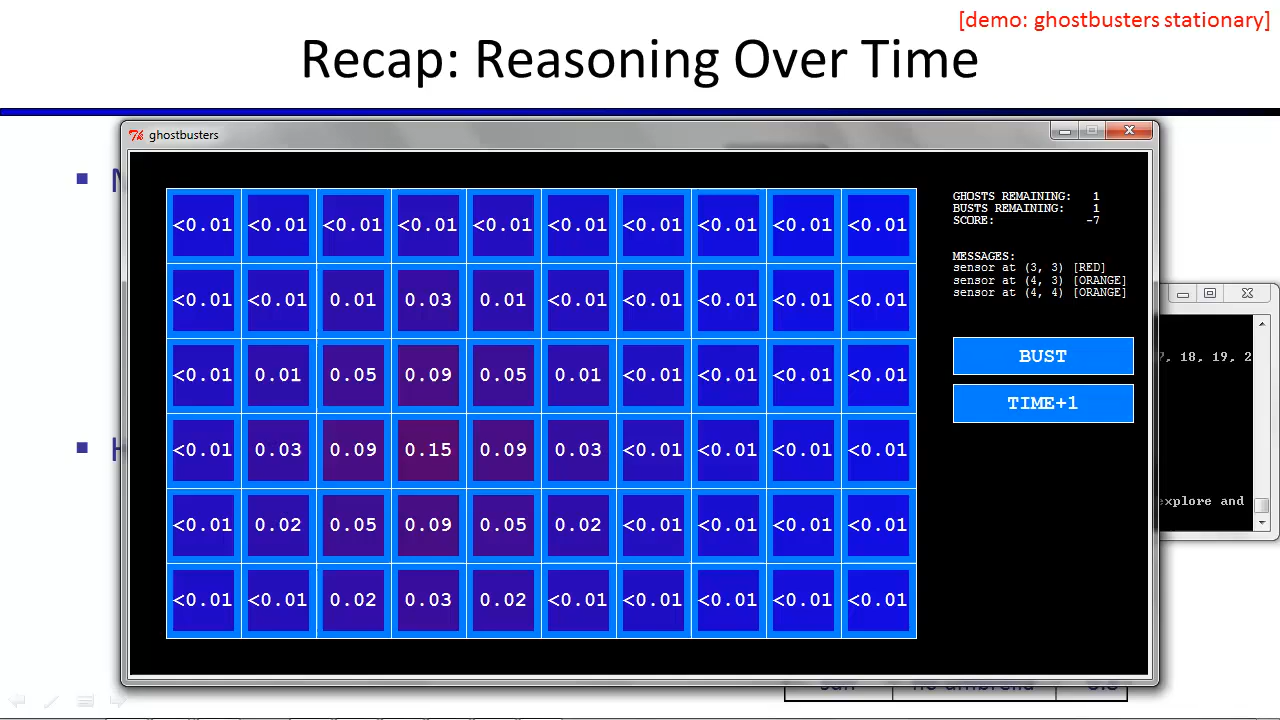 [demo: ghostbusters stationary]
Recap: Reasoning Over Time
ghostbusters
<0.01 <0.01 <0.01 <0.01 <0.01 <0.01 <0.01 <0.01 <0.01 <0.01
<0.01 <0.01 0.01 0.03 0.01 <0.01 <0.01 <0.01 <0.01 <0.01
<0.01 0.01 0.05 0.09 0.05 0.01 <0.01 <0.01 <0.01 <0.01
<0.01 0.03 0.09 0.15 0.09 0.03 <0.01 <0.01 <0.01 <0.01
<0.01 0.02 0.05 0.09 0.05 0.02 <0.01 <0.01 <0.01 <0.01
<0.01 <0.01 0.02 0.03 0.02 <0.01 <0.01 <0.01 <0.01 <0.01
GHOSTS REMAINING: 1
BUSTS REMAINING: 1
SCORE: -7
MESSAGES:
sensor at (3, 3) [RED]
sensor at (4, 3) [ORANGE]
sensor at (4, 4) [ORANGE]
BUST
TIME+1
7, 18, 19, 2
explore and